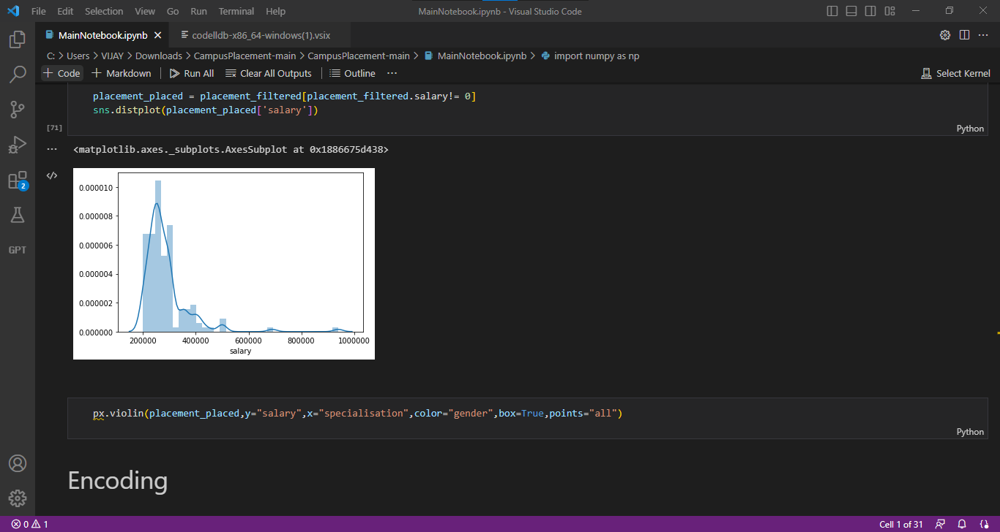 File Edit Selection View Go Run Terminal Help MainNotebook.ipynb - Visual Studio Code
MainNotebook.ipynb codelldb-x86_64-windows(1).vsix
C: > Users > VIJAY > Downloads > CampusPlacement-main > CampusPlacement-main > MainNotebook.ipynb > import numpy as np
+ Code + Markdown Run All Clear All Outputs Outline ... Select Kernel
placement_placed = placement_filtered[placement_filtered.salary!= 0]
sns.distplot(placement_placed['salary'])
[71]
Python
<matplotlib.axes._subplots.AxesSubplot at 0x1886675d438>
0.000010
0.000008
0.000006
0.000004
0.000002
0.000000
200000 400000 600000 800000 1000000
salary
2
GPT
px.violin(placement_placed,y="salary",x="specialisation",color="gender",box=True,points="all")
Python
Encoding
0 1 Cell 1 of 31